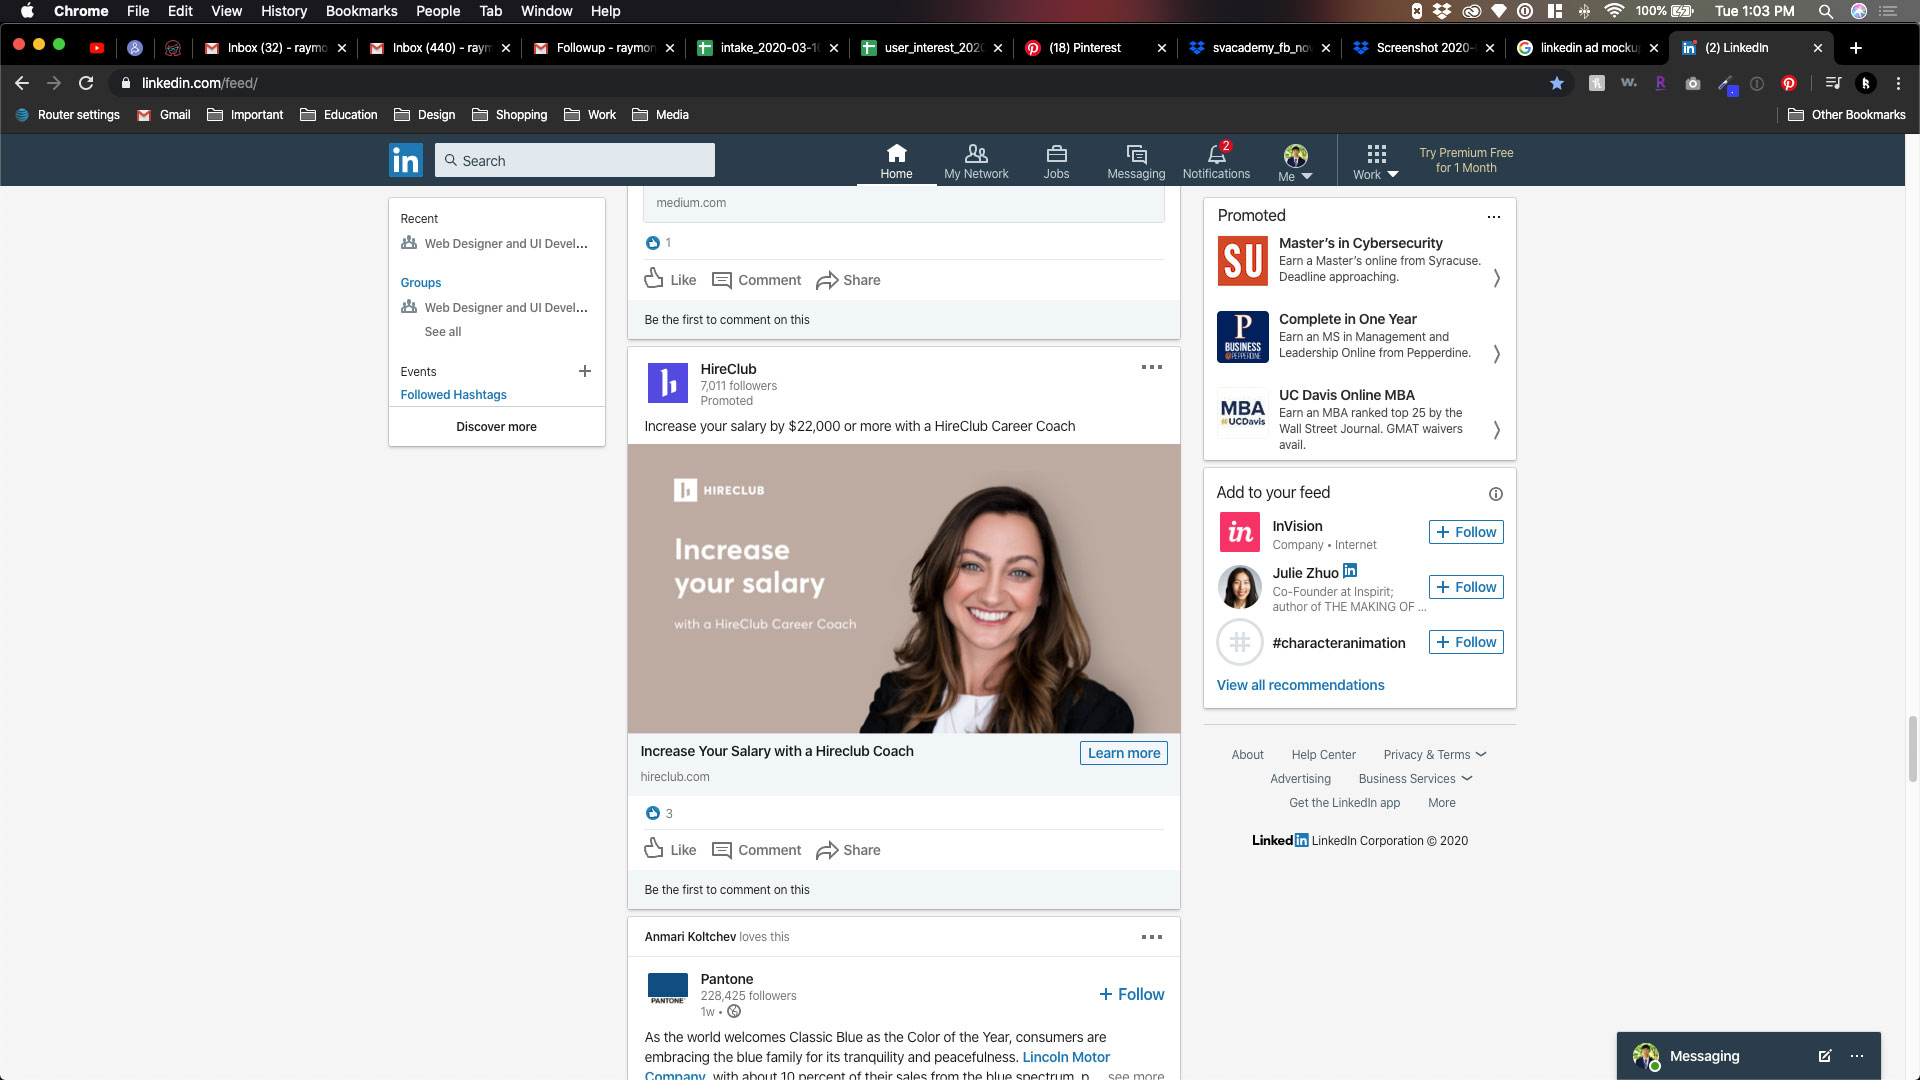 Chrome File Edit View History Bookmarks People Tab Window Help
100% Tue 1:03 PM
Inbox (32) - raymo
Inbox (440) - raym
Followup - raymon
intake_2020-03-10
user_interest_202
(18) Pinterest
svacademy_fb_nov
Screenshot 2020-
linkedin ad mocku
(2) LinkedIn
linkedin.com/feed/
Router settings Gmail Important Education Design Shopping Work Media Other Bookmarks
in
Search
Home
My Network
Jobs
Messaging
2
Notifications
Me
Work
Try Premium Free
for 1 Month
Recent
Web Designer and UI Devel...
Groups
Web Designer and UI Devel...
See all
Events
Followed Hashtags
Discover more
medium.com
1
Like Comment Share
Be the first to comment on this
HireClub
7,011 followers
Promoted
Increase your salary by $22,000 or more with a HireClub Career Coach
HIRECLUB
Increase
your salary
with a HireClub Career Coach
Increase Your Salary with a Hireclub Coach
Learn more
hireclub.com
3
Like Comment Share
Be the first to comment on this
Anmari Koltchev loves this
PANTONE
Pantone
228,425 followers
1w •
+ Follow
As the world welcomes Classic Blue as the Color of the Year, consumers are
embracing the blue family for its tranquility and peacefulness. Lincoln Motor
Company, with about 10 percent of their sales from the blue spectrum, p... see more
Promoted
SU
Master's in Cybersecurity
Earn a Master's online from Syracuse.
Deadline approaching.
P
BUSINESS
@PEPPERDINE
Complete in One Year
Earn an MS in Management and
Leadership Online from Pepperdine.
MBA
@UCDavis
UC Davis Online MBA
Earn an MBA ranked top 25 by the
Wall Street Journal. GMAT waivers
avail.
Add to your feed
in
InVision
Company • Internet
+ Follow
Julie Zhuo in
Co-Founder at Inspirit;
author of THE MAKING OF ...
+ Follow
#
#characteranimation
+ Follow
View all recommendations
About Help Center Privacy & Terms
Advertising Business Services
Get the LinkedIn app More
LinkedIn LinkedIn Corporation © 2020
Messaging